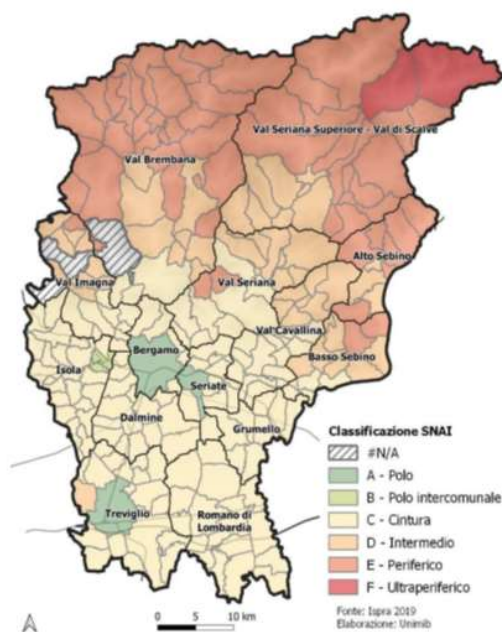 Val Seriana Superiore - Val di Scalve
Val Brembana
Alto Sebino
Val Imagna
Val Seriana
Val Cavallina
Bergamo
Basso Sebino
Isola
Seriate
Dalmine
Grumello
Treviglio
Romano di
Lombardia
Classificazione SNAI
#N/A
A - Polo
B - Polo intercomunale
C - Cintura
D - Intermedio
E - Periferico
F - Ultraperiferico
Fonte: Ispra 2019
Elaborazione: Unimib
0 5 10 km